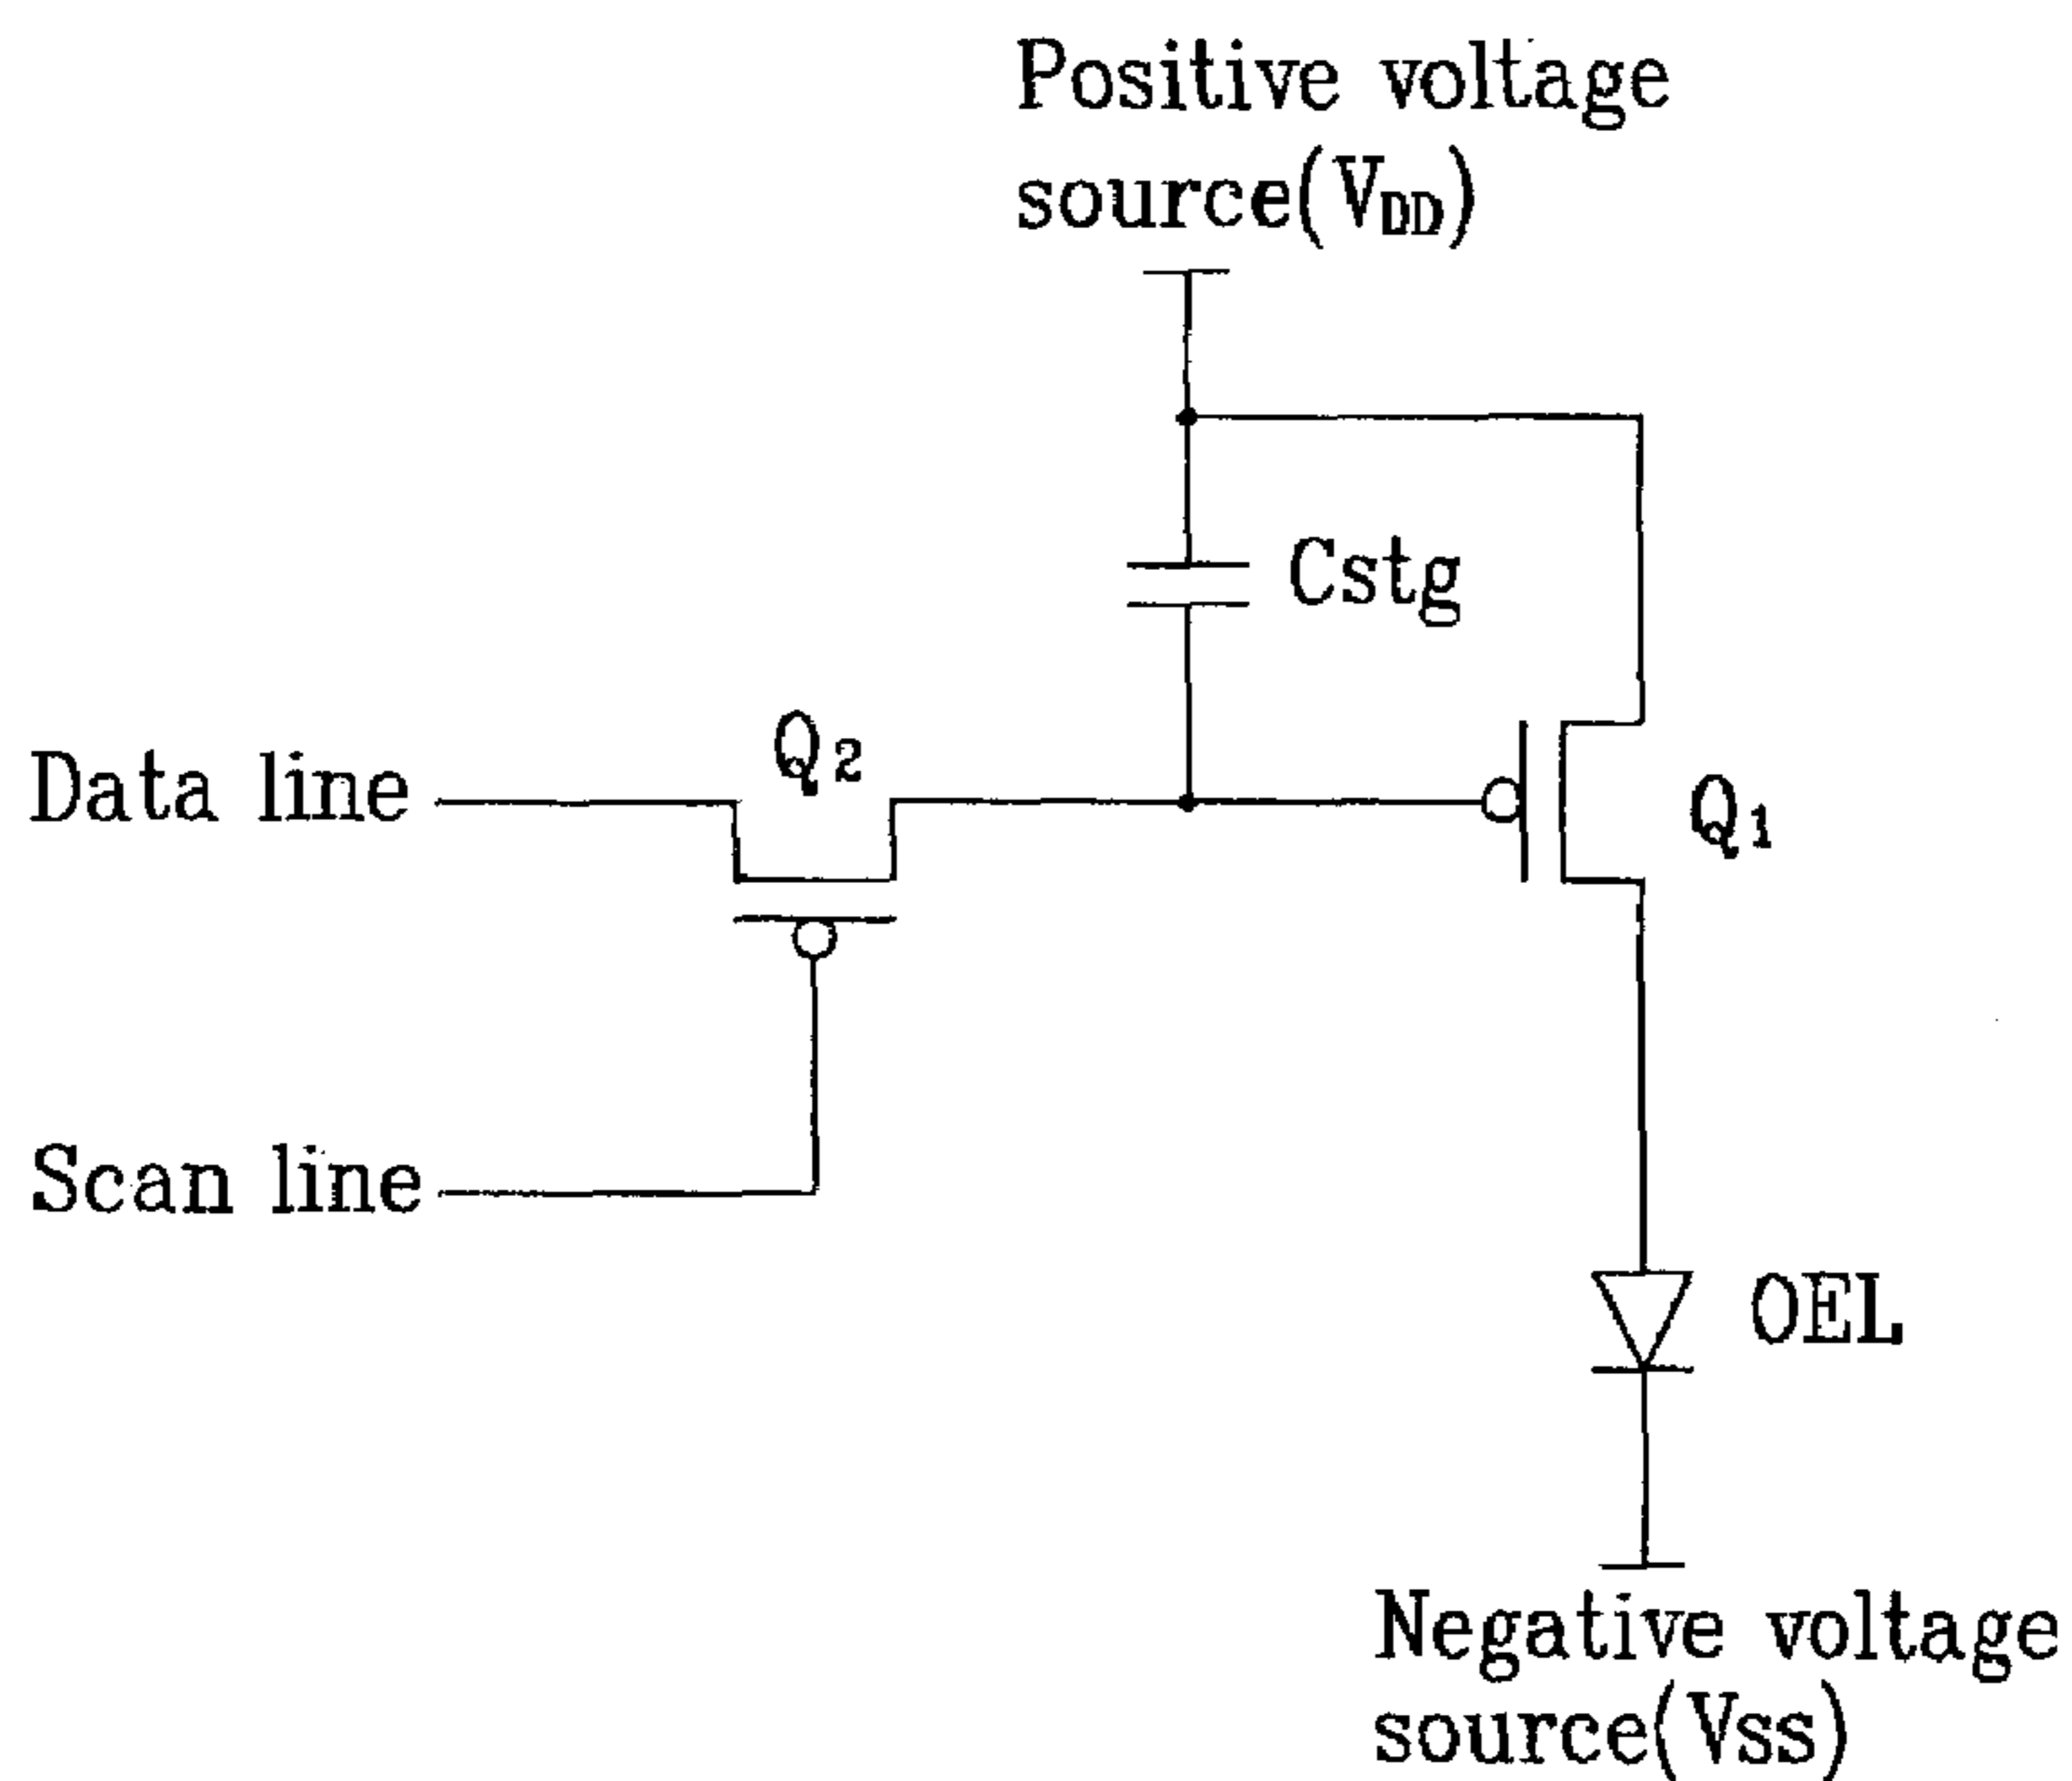 Positive voltage
source(VDD)
Cstg
Q2
Data line
Q1
Scan line
OEL
Negative voltage
source(Vss)